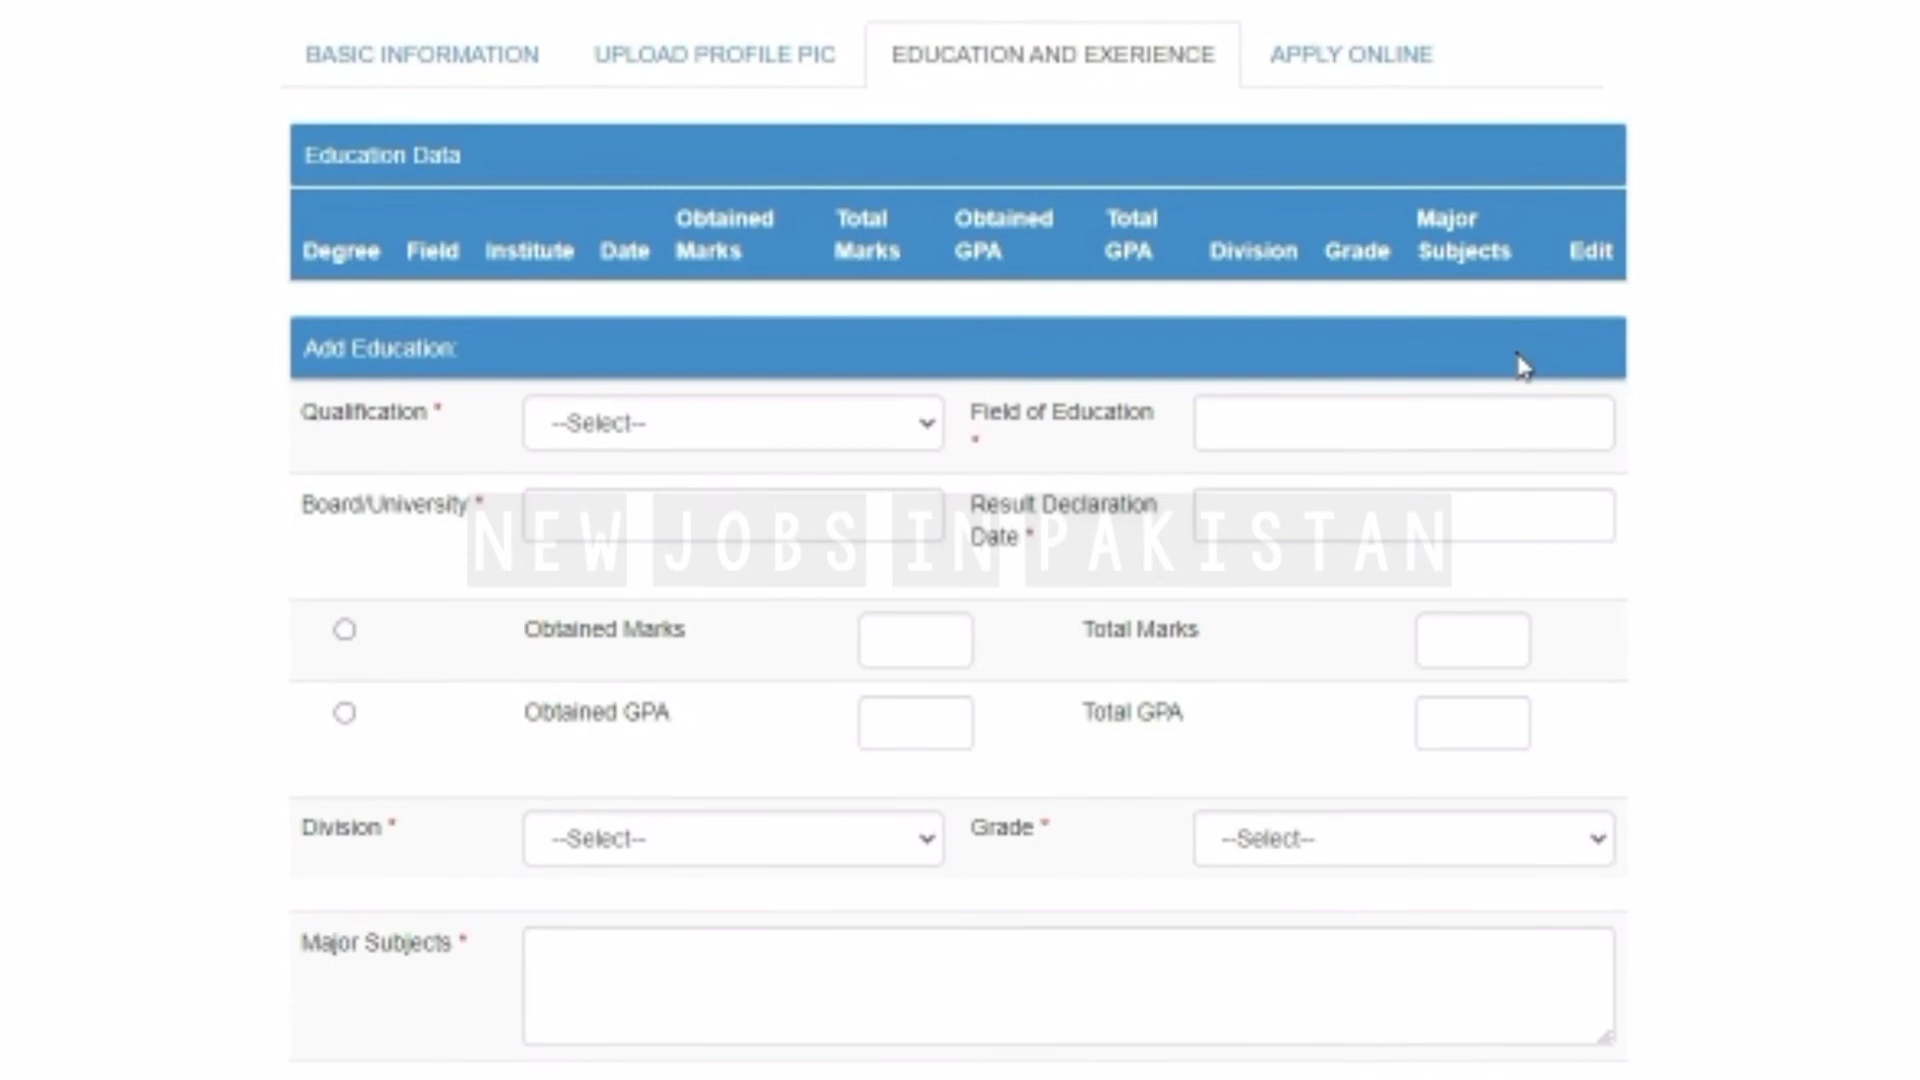 BASIC INFORMATION UPLOAD PROFILE PIC EDUCATION AND EXERIENCE APPLY ONLINE
Education Data
Degree Field Institute Date Obtained Marks Total Marks Obtained GPA Total GPA Division Grade Major Subjects Edit
Add Education:
Qualification * --Select-- Field of Education *
Board/University * Result Declaration Date *
NEW JOBS IN PAKISTAN
Obtained Marks Total Marks
Obtained GPA Total GPA
Division * --Select-- Grade * --Select--
Major Subjects *